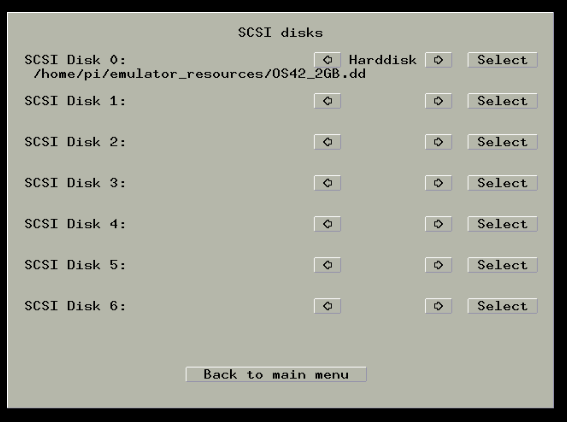 SCSI disks
SCSI Disk 0: Harddisk Select
/home/pi/emulator_resources/OS42_2GB.dd
SCSI Disk 1: Select
SCSI Disk 2: Select
SCSI Disk 3: Select
SCSI Disk 4: Select
SCSI Disk 5: Select
SCSI Disk 6: Select
Back to main menu